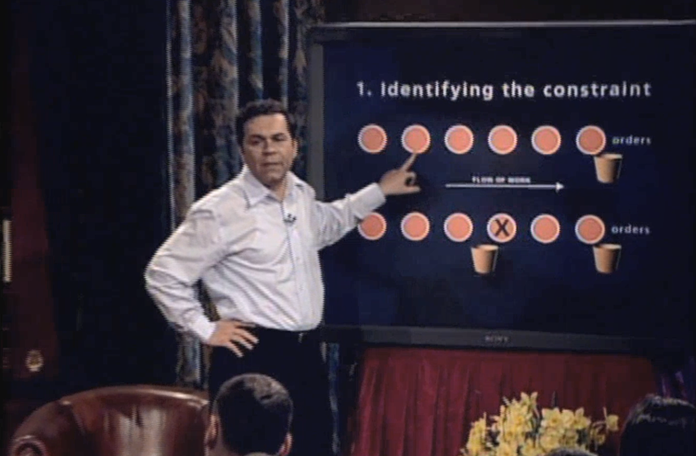 1. Identifying the constraint
orders
FLOW OF WORK
X
orders
SONY